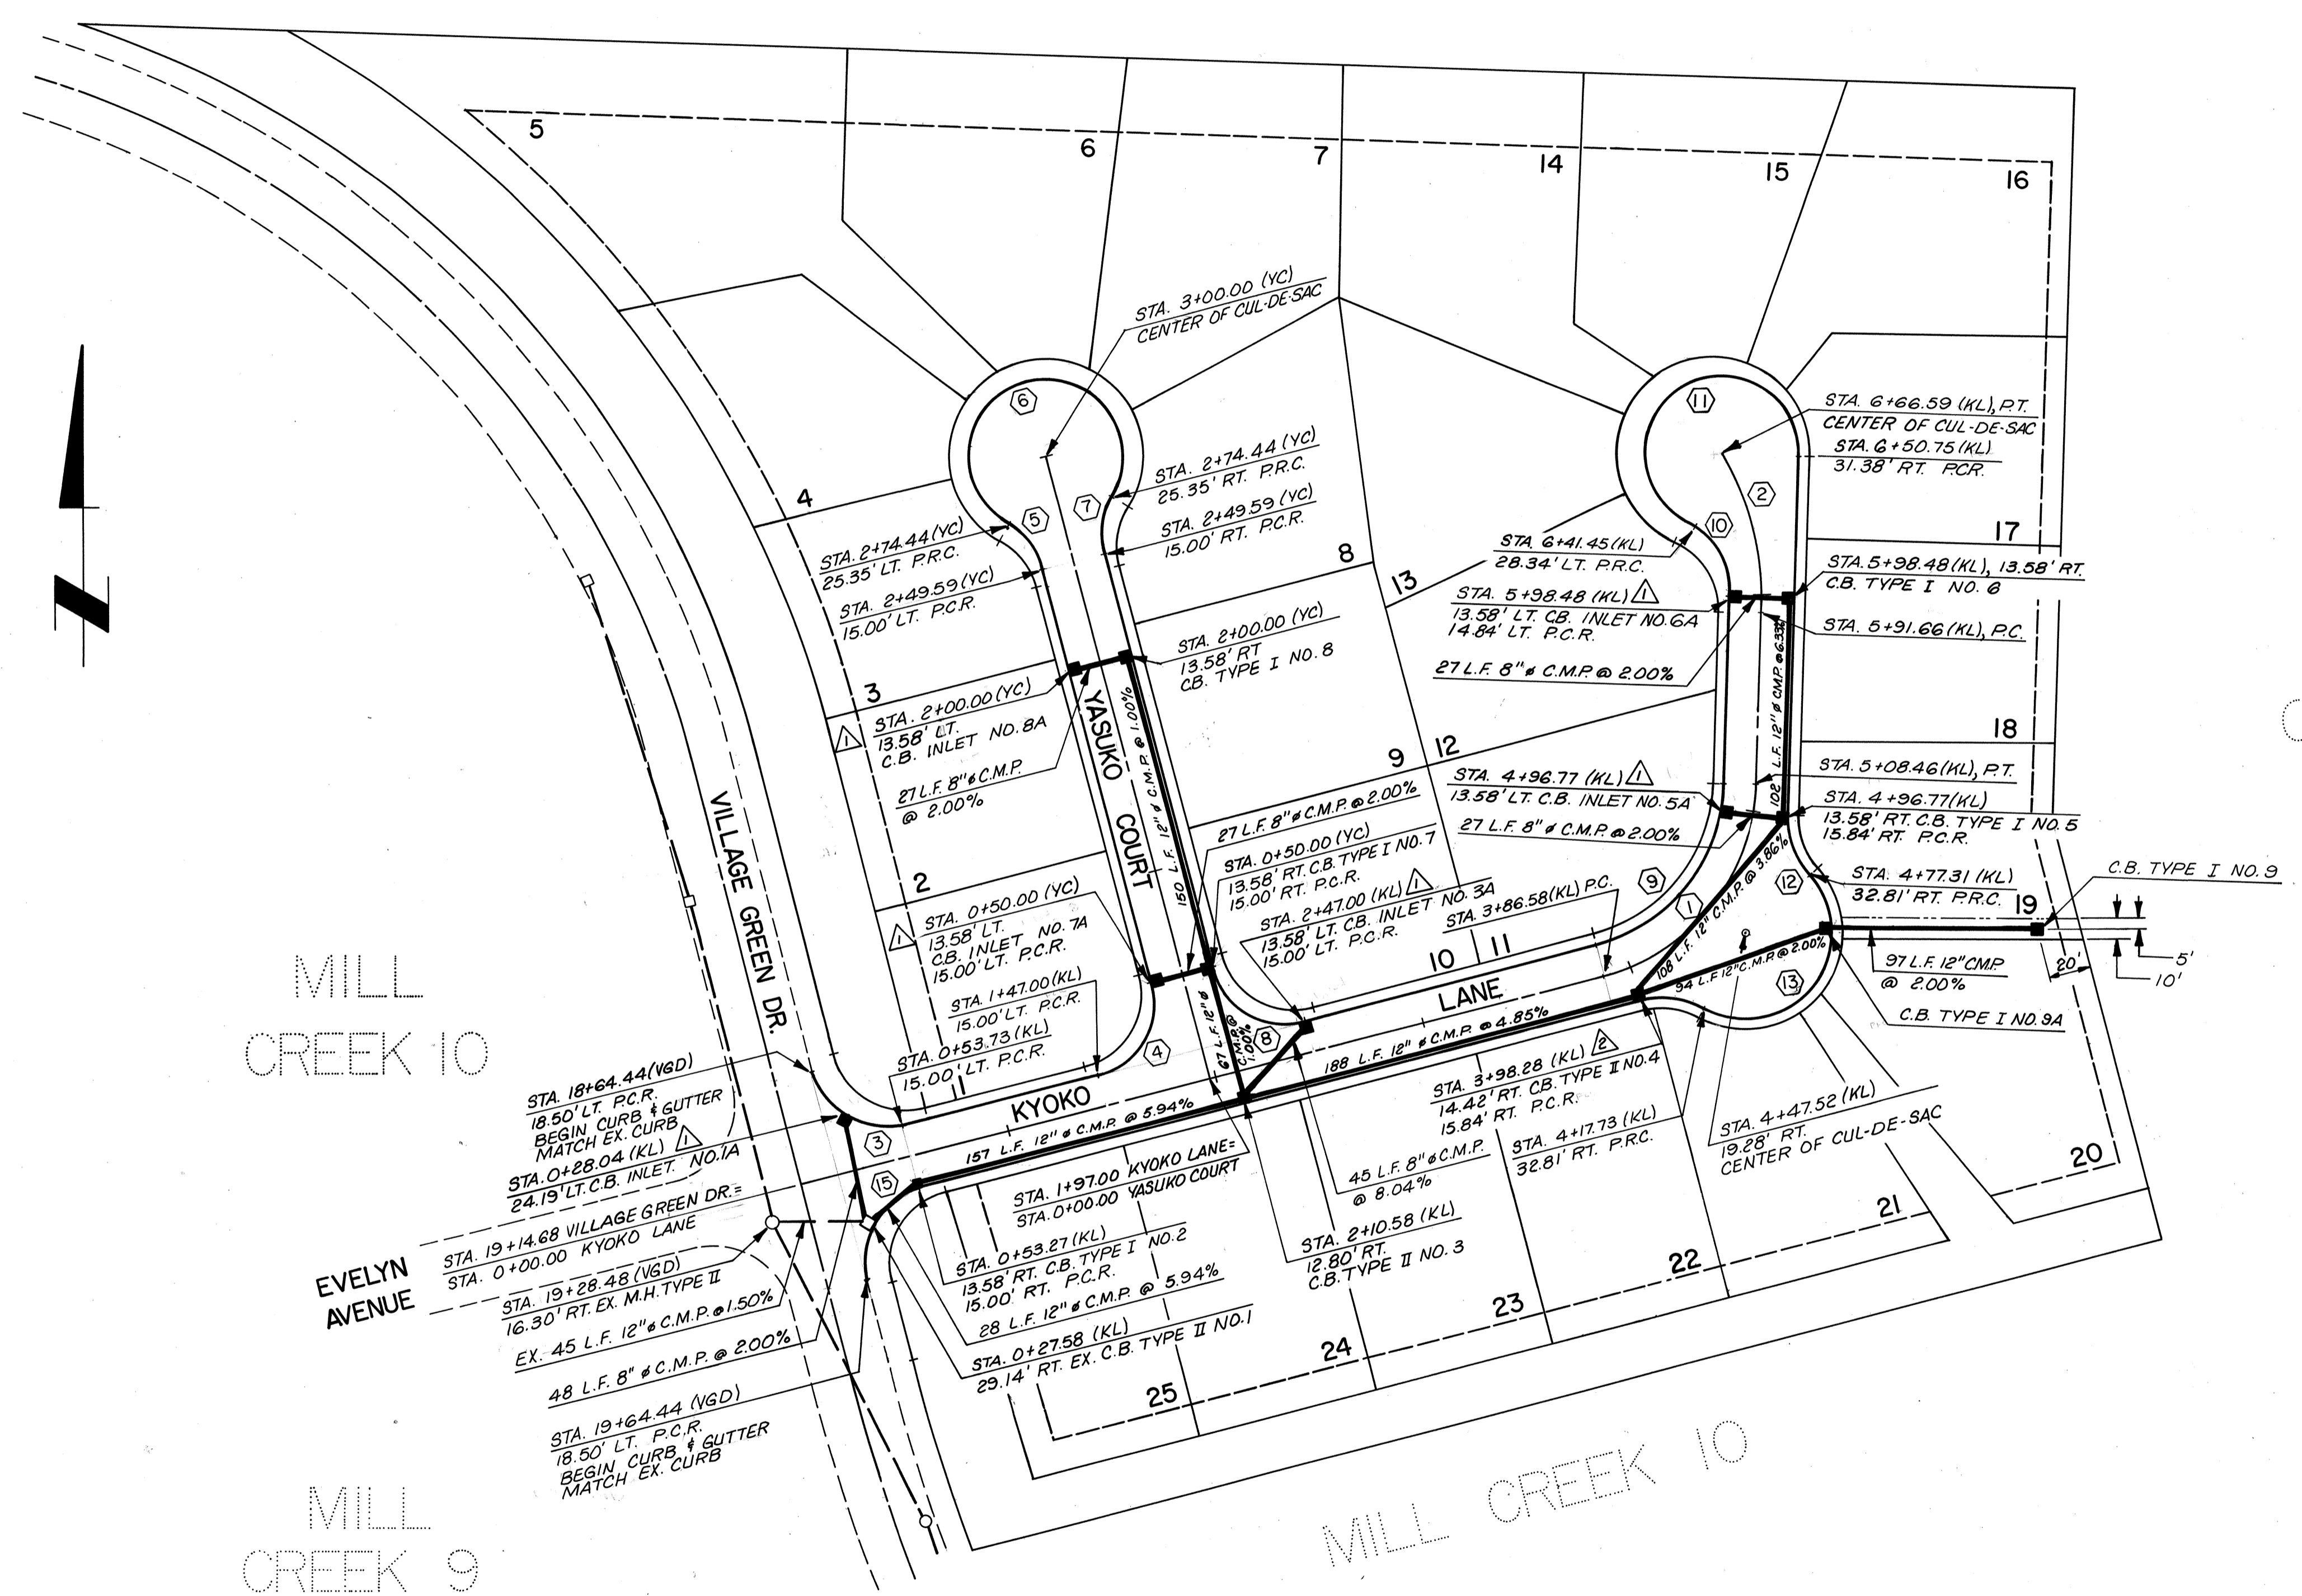 5
6
7
14
15
16
STA. 3+00.00 (YC)
CENTER OF CUL-DE-SAC
6
11
STA. 6+66.59 (KL), P.T.
CENTER OF CUL-DE-SAC
STA. 6+50.75 (KL)
31.38' RT. P.C.R.
STA. 2+74.44 (YC)
25.35' RT. P.R.C.
STA. 2+49.59 (YC)
15.00' RT. P.C.R.
4
7
5
2
10
STA. 2+74.44 (YC)
25.35' LT. P.R.C.
STA. 2+49.59 (YC)
15.00' LT. P.C.R.
8
13
17
STA. 6+41.45 (KL)
28.34' LT. P.R.C.
STA. 5+98.48 (KL) 1
13.58' LT. C.B. INLET NO. 6A
14.84' LT. P.C.R.
27 L.F. 8"ø C.M.P. @ 2.00%
STA. 5+98.48 (KL), 13.58' RT.
C.B. TYPE I NO. 6
STA. 5+91.66 (KL), P.C.
102 L.F. 12"ø C.M.P. @ 6.53%
STA. 2+00.00 (YC)
13.58' RT
C.B. TYPE I NO. 8
3
1
STA. 2+00.00 (YC)
13.58' LT.
C.B. INLET NO. 8A
27 L.F. 8"ø C.M.P.
@ 2.00%
YASUKO COURT
150 L.F. 12"ø C.M.P. @ 1.00%
VILLAGE GREEN DR.
9
12
18
27 L.F. 8"ø C.M.P. @ 2.00%
STA. 0+50.00 (YC)
13.58' RT. C.B. TYPE I NO. 7
15.00' RT. P.C.R.
STA. 2+47.00 (KL) 1
13.58' LT. C.B. INLET NO. 3A
15.00' LT. P.C.R.
STA. 4+96.77 (KL) 1
13.58' LT. C.B. INLET NO. 5A
27 L.F. 8"ø C.M.P. @ 2.00%
STA. 5+08.46 (KL), P.T.
STA. 4+96.77 (KL)
13.58' RT. C.B. TYPE I NO. 5
15.84' RT. P.C.R.
STA. 3+86.58 (KL) P.C.
9
1
12
108 L.F. 12" C.M.P. @ 3.86%
STA. 4+77.31 (KL)
32.81' RT. P.R.C.
19
C.B. TYPE I NO. 9
2
1
STA. 0+50.00 (YC)
13.58' LT.
C.B. INLET NO. 7A
15.00' LT. P.C.R.
STA. 1+47.00 (KL)
15.00' LT. P.C.R.
STA. 0+53.73 (KL)
15.00' LT. P.C.R.
10
11
94 L.F. 12" C.M.P. @ 2.00%
97 L.F. 12" CMP
@ 2.00%
20'
5'
10'
13
C.B. TYPE I NO. 9A
MILL
CREEK 10
1
4
8
67 L.F. 12"ø
C.M.P. @
1.00%
KYOKO LANE
188 L.F. 12"ø C.M.P. @ 4.85%
157 L.F. 12"ø C.M.P. @ 5.94%
STA. 18+64.44 (VGD)
18.50' LT. P.C.R.
BEGIN CURB & GUTTER
MATCH EX. CURB
STA. 0+28.04 (KL) 1
24.19' LT. C.B. INLET. NO. 1A
3
15
STA. 3+98.28 (KL) 2
14.42' RT. C.B. TYPE II NO. 4
15.84' RT. P.C.R.
STA. 4+17.73 (KL)
32.81' RT. P.R.C.
STA. 4+47.52 (KL)
19.28' RT.
CENTER OF CUL-DE-SAC
45 L.F. 8"ø C.M.P.
@ 8.04%
STA. 2+10.58 (KL)
12.80' RT.
C.B. TYPE II NO. 3
STA. 1+97.00 KYOKO LANE=
STA. 0+00.00 YASUKO COURT
20
21
22
23
24
25
EVELYN
AVENUE
STA. 19+14.68 VILLAGE GREEN DR.=
STA. 0+00.00 KYOKO LANE
STA. 19+28.48 (VGD)
16.30' RT. EX. M.H. TYPE II
EX. 45 L.F. 12"ø C.M.P. @ 1.50%
48 L.F. 8"ø C.M.P. @ 2.00%
STA. 19+64.44 (VGD)
18.50' LT. P.C.R.
BEGIN CURB & GUTTER
MATCH EX. CURB
STA. 0+53.27 (KL)
13.58' RT. C.B. TYPE I NO. 2
15.00' RT. P.C.R.
28 L.F. 12"ø C.M.P. @ 5.94%
STA. 0+27.58 (KL)
29.14' RT. EX. C.B. TYPE II NO. 1
MILL CREEK 10
MILL
CREEK 9